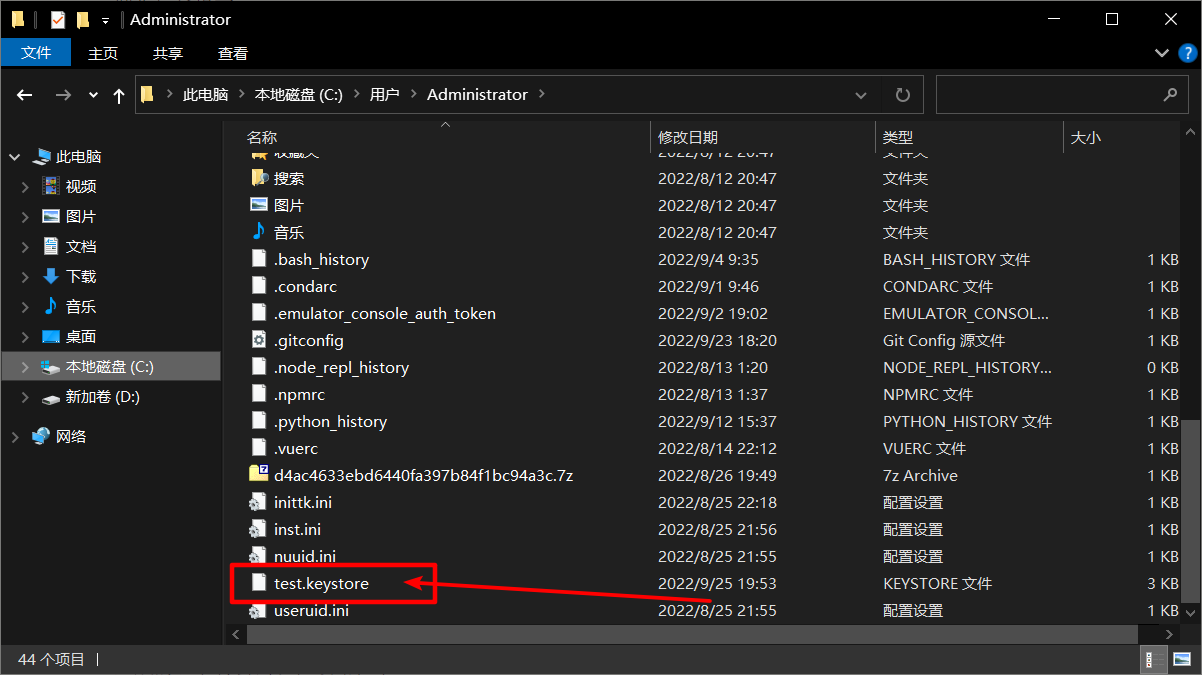 Administrator
文件 主页 共享 查看
此电脑 本地磁盘 (C:) 用户 Administrator
名称 修改日期 类型 大小
收藏夹 2022/8/12 20:47 文件夹
搜索 2022/8/12 20:47 文件夹
图片 2022/8/12 20:47 文件夹
音乐 2022/8/12 20:47 文件夹
.bash_history 2022/9/4 9:35 BASH_HISTORY 文件 1 KB
.condarc 2022/9/1 9:46 CONDARC 文件 1 KB
.emulator_console_auth_token 2022/9/2 19:02 EMULATOR_CONSOL... 1 KB
.gitconfig 2022/9/23 18:20 Git Config 源文件 1 KB
.node_repl_history 2022/8/13 1:20 NODE_REPL_HISTORY... 0 KB
.npmrc 2022/8/13 1:37 NPMRC 文件 1 KB
.python_history 2022/9/12 15:37 PYTHON_HISTORY 文件 1 KB
.vuerc 2022/8/14 22:12 VUERC 文件 1 KB
d4ac4633ebd6440fa397b84f1bc94a3c.7z 2022/8/26 19:49 7z Archive 1 KB
inittk.ini 2022/8/25 22:18 配置设置 1 KB
inst.ini 2022/8/25 21:56 配置设置 1 KB
nuuid.ini 2022/8/25 21:55 配置设置 1 KB
test.keystore 2022/9/25 19:53 KEYSTORE 文件 3 KB
useruid.ini 2022/8/25 21:55 配置设置 1 KB
此电脑
视频
图片
文档
下载
音乐
桌面
本地磁盘 (C:)
新加卷 (D:)
网络
44 个项目